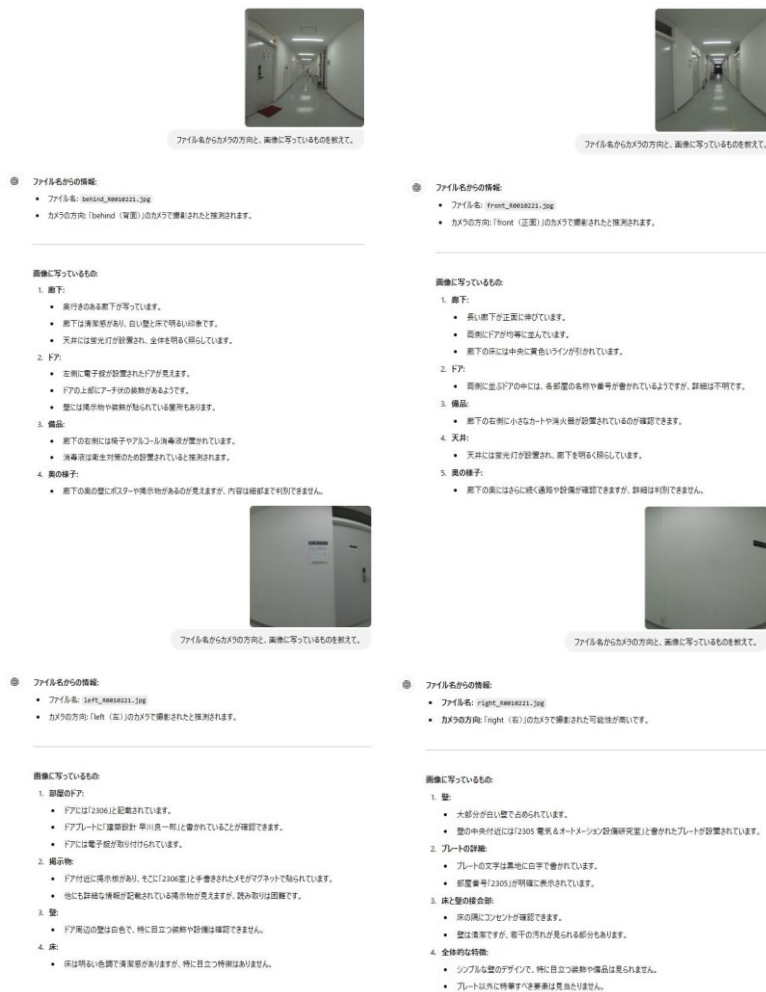 ファイル名からカメラの方向と、画像に写っているものを教えて。
ファイル名からの情報:
ファイル名: behind_R0010221.jpg
カメラの方向:「behind（背面）」のカメラで撮影されたと推測されます。
画像に写っているもの:
1. 廊下:
奥行きのある廊下が写っています。
廊下は清潔感があり、白い壁と床で明るい印象です。
天井には蛍光灯が設置され、全体を明るく照らしています。
2. ドア:
左側に電子錠が設置されたドアが見えます。
ドアの上部にアーチ状の装飾があるようです。
壁には掲示物や装飾が貼られている箇所もあります。
3. 備品:
廊下の右側には椅子やアルコール消毒液が置かれています。
消毒液は衛生対策のため設置されていると推測されます。
4. 奥の様子:
廊下の奥の壁にポスターや掲示物があるのが見えますが、内容は細部まで判別できません。
ファイル名からカメラの方向と、画像に写っているものを教えて。
ファイル名からの情報:
ファイル名: left_R0010221.jpg
カメラの方向:「left（左）」のカメラで撮影されたと推測されます。
画像に写っているもの:
1. 部屋のドア:
ドアには「2306」と記載されています。
ドアプレートに「建築設計 早川良一郎」と書かれていることが確認できます。
ドアには電子錠が取り付けられています。
2. 掲示物:
ドア付近に掲示板があり、そこに「2306室」と手書きされたメモがマグネットで貼られています。
他にも詳細な情報が記載されている掲示物が見えますが、読み取りは困難です。
3. 壁:
ドア周辺の壁は白色で、特に目立つ装飾や設備は確認できません。
4. 床:
床は明るい色調で清潔感がありますが、特に目立つ特徴はありません。
ファイル名からカメラの方向と、画像に写っているものを教えて。
ファイル名からの情報:
ファイル名: front_R0010221.jpg
カメラの方向:「front（正面）」のカメラで撮影されたと推測されます。
画像に写っているもの:
1. 廊下:
長い廊下が正面に伸びています。
両側にドアが均等に並んでいます。
廊下の床には中央に黄色いラインが引かれています。
2. ドア:
両側に並ぶドアの中には、各部屋の名称や番号が書かれているようですが、詳細は不明です。
3. 備品:
廊下の右側に小さなカートや消火器が設置されているのが確認できます。
4. 天井:
天井には蛍光灯が設置され、廊下を明るく照らしています。
5. 奥の様子:
廊下の奥にはさらに続く通路や設備が確認できますが、詳細は判別できません。
ファイル名からカメラの方向と、画像に写っているものを教えて。
ファイル名からの情報:
ファイル名: right_R0010221.jpg
カメラの方向:「right（右）」のカメラで撮影された可能性が高いです。
画像に写っているもの:
1. 壁:
大部分が白い壁で占められています。
壁の中央付近には「2305 電気＆オートメーション設備研究室」と書かれたプレートが設置されています。
2. プレートの詳細:
プレートの文字は黒地に白字で書かれています。
部屋番号「2305」が明確に表示されています。
3. 床と壁の接合部:
床の隅にコンセントが確認できます。
壁は清潔ですが、若干の汚れが見られる部分もあります。
4. 全体的な特徴:
シンプルな壁のデザインで、特に目立つ装飾や備品は見られません。
プレート以外に特筆すべき要素は見当たりません。